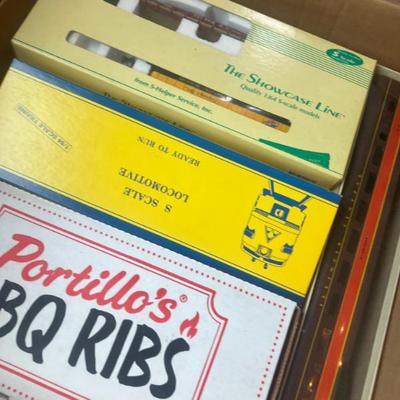 S
Scale
THE SHOWCASE LINE
Quality 1:64 S-scale models
from S-Helper Service, Inc.
S SCALE
LOCOMOTIVE
READY TO RUN
Portillo's®
BQ RIBS